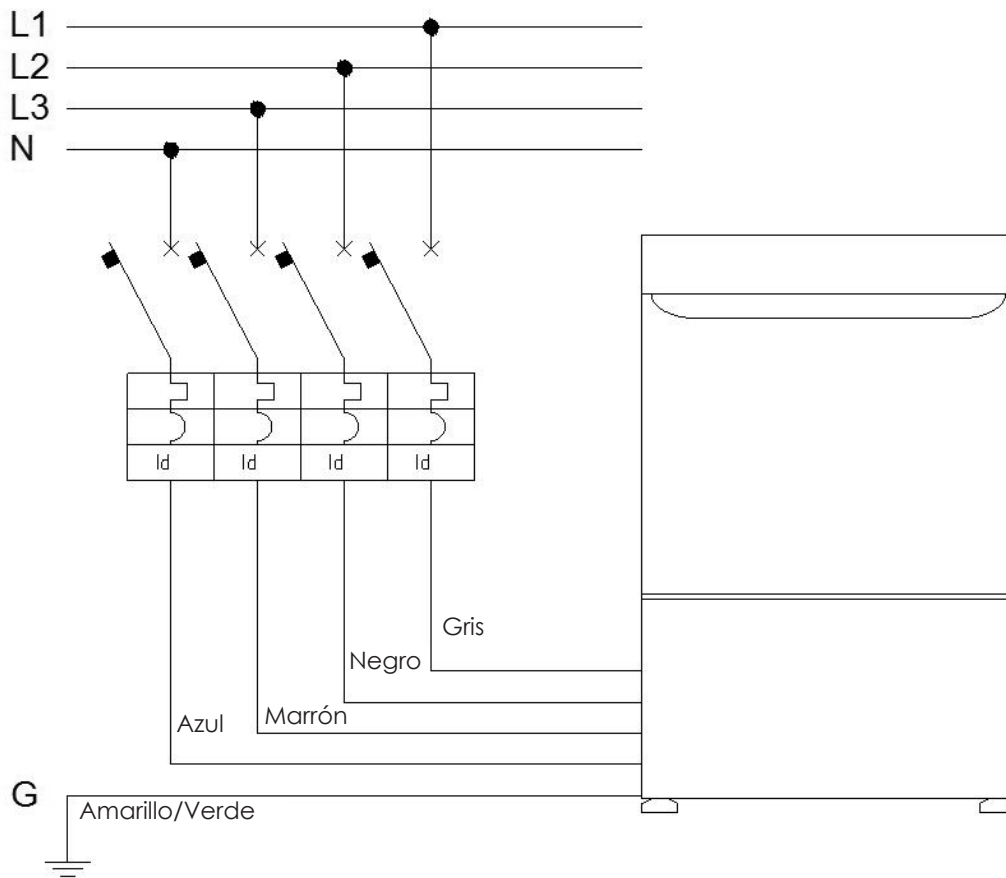 L1
L2
L3
N
Id Id Id Id
Gris
Negro
Azul Marrón
G
Amarillo/Verde